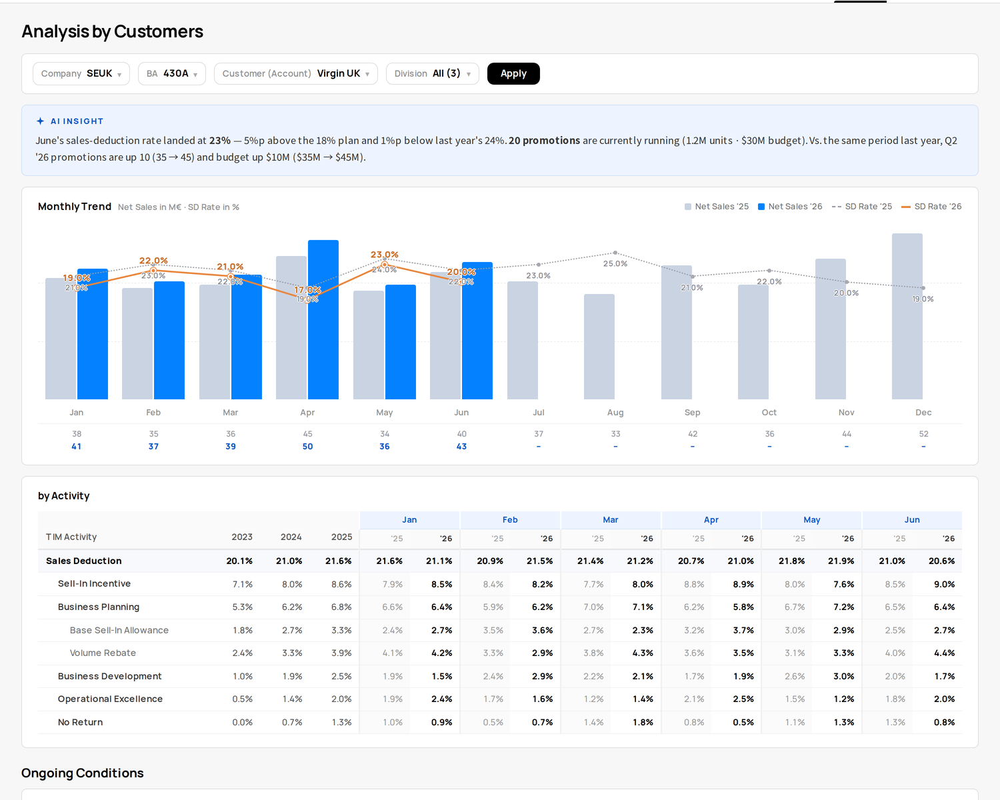 Analysis by Customers
Company SEUK ▾ BA 430A ▾ Customer (Account) Virgin UK ▾ Division All (3) ▾ Apply
✦ AI INSIGHT
June's sales-deduction rate landed at 23% — 5%p above the 18% plan and 1%p below last year's 24%. 20 promotions are currently running (1.2M units · $30M budget). Vs. the same period last year, Q2
'26 promotions are up 10 (35 → 45) and budget up $10M ($35M → $45M).
Monthly Trend Net Sales in M€ · SD Rate in % Net Sales '25 Net Sales '26 SD Rate '25 SD Rate '26
19.0% 22.0% 21.0% 17.0% 23.0% 20.0%
21.0% 23.0% 22.0% 19.0% 24.0% 22.0% 23.0% 25.0% 21.0% 22.0% 20.0% 19.0%
Jan Feb Mar Apr May Jun Jul Aug Sep Oct Nov Dec
38 35 36 45 34 40 37 33 42 36 44 52
41 37 39 50 36 43 – – – – – –
by Activity
Jan Feb Mar Apr May Jun
TIM Activity 2023 2024 2025 '25 '26 '25 '26 '25 '26 '25 '26 '25 '26 '25 '26
Sales Deduction 20.1% 21.0% 21.6% 21.6% 21.1% 20.9% 21.5% 21.4% 21.2% 20.7% 21.0% 21.8% 21.9% 21.0% 20.6%
Sell-In Incentive 7.1% 8.0% 8.6% 7.9% 8.5% 8.4% 8.2% 7.7% 8.0% 8.8% 8.9% 8.0% 7.6% 8.5% 9.0%
Business Planning 5.3% 6.2% 6.8% 6.6% 6.4% 5.9% 6.2% 7.0% 7.1% 6.2% 5.8% 6.7% 7.2% 6.5% 6.4%
Base Sell-In Allowance 1.8% 2.7% 3.3% 2.4% 2.7% 3.5% 3.6% 2.7% 2.3% 3.2% 3.7% 3.0% 2.9% 2.5% 2.7%
Volume Rebate 2.4% 3.3% 3.9% 4.1% 4.2% 3.3% 2.9% 3.8% 4.3% 3.6% 3.5% 3.1% 3.3% 4.0% 4.4%
Business Development 1.0% 1.9% 2.5% 1.9% 1.5% 2.4% 2.9% 2.2% 2.1% 1.7% 1.9% 2.6% 3.0% 2.0% 1.7%
Operational Excellence 0.5% 1.4% 2.0% 1.9% 2.4% 1.7% 1.6% 1.2% 1.4% 2.1% 2.5% 1.5% 1.2% 1.8% 2.0%
No Return 0.0% 0.7% 1.3% 1.0% 0.9% 0.5% 0.7% 1.4% 1.8% 0.8% 0.5% 1.1% 1.3% 1.3% 0.8%
Ongoing Conditions